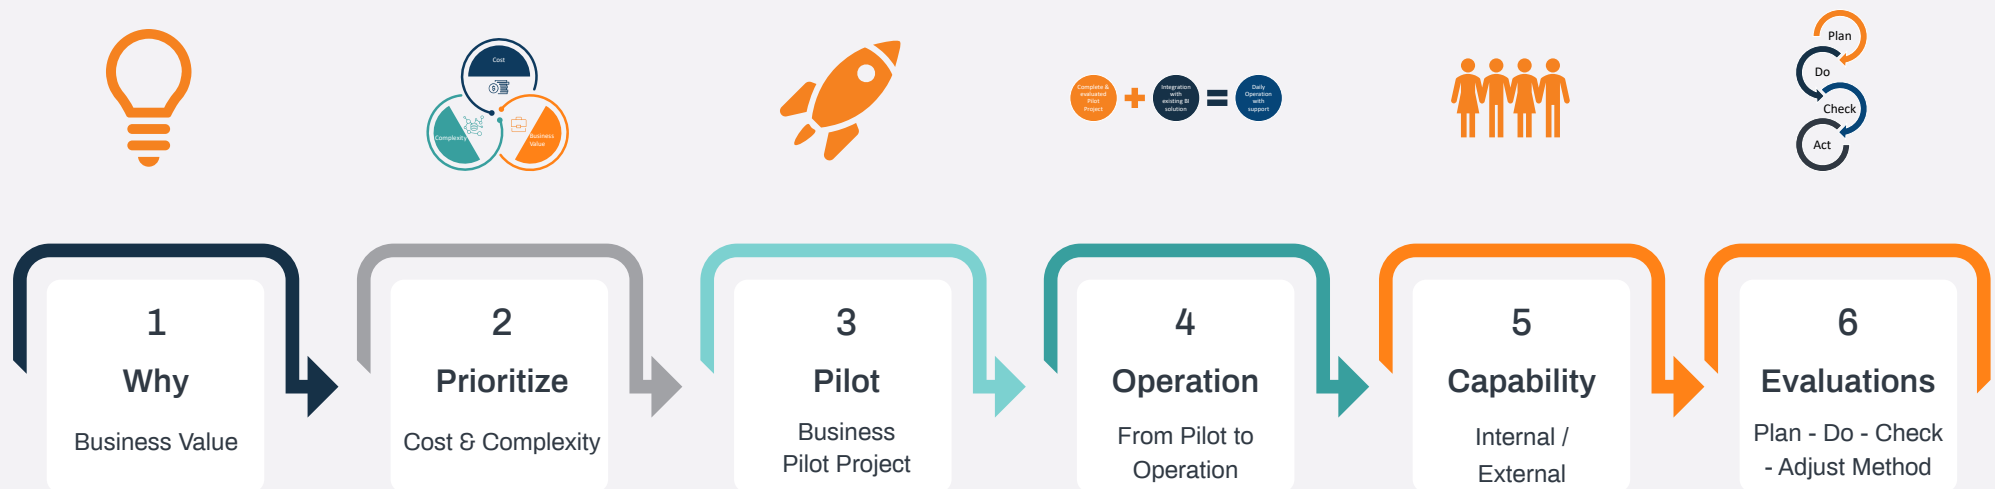 Cost
Complexity
Business
Value
Complete &
evaluated
Pilot
Project
Integration
with
existing BI
solution
Daily
Operation
with
support
Plan
Do
Check
Act
1
Why
Business Value
2
Prioritize
Cost & Complexity
3
Pilot
Business
Pilot Project
4
Operation
From Pilot to
Operation
5
Capability
Internal /
External
6
Evaluations
Plan - Do - Check
- Adjust Method